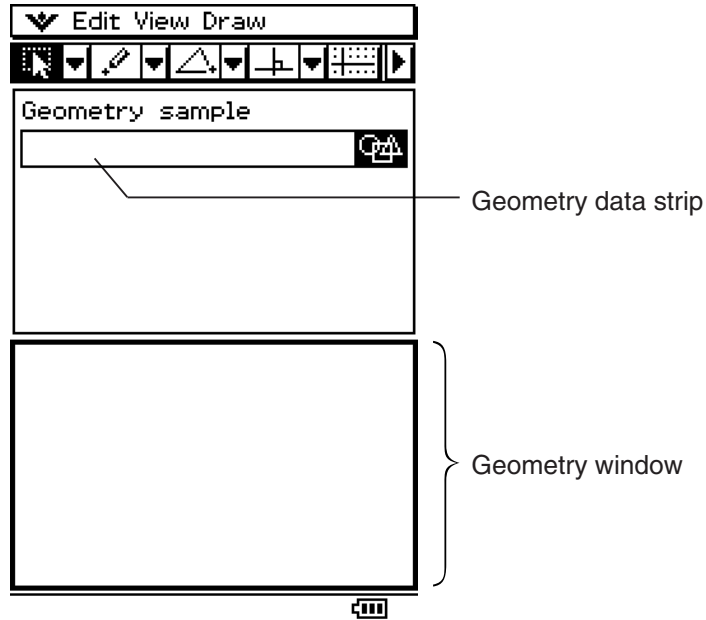 Edit View Draw
Geometry sample
Geometry data strip
Geometry window